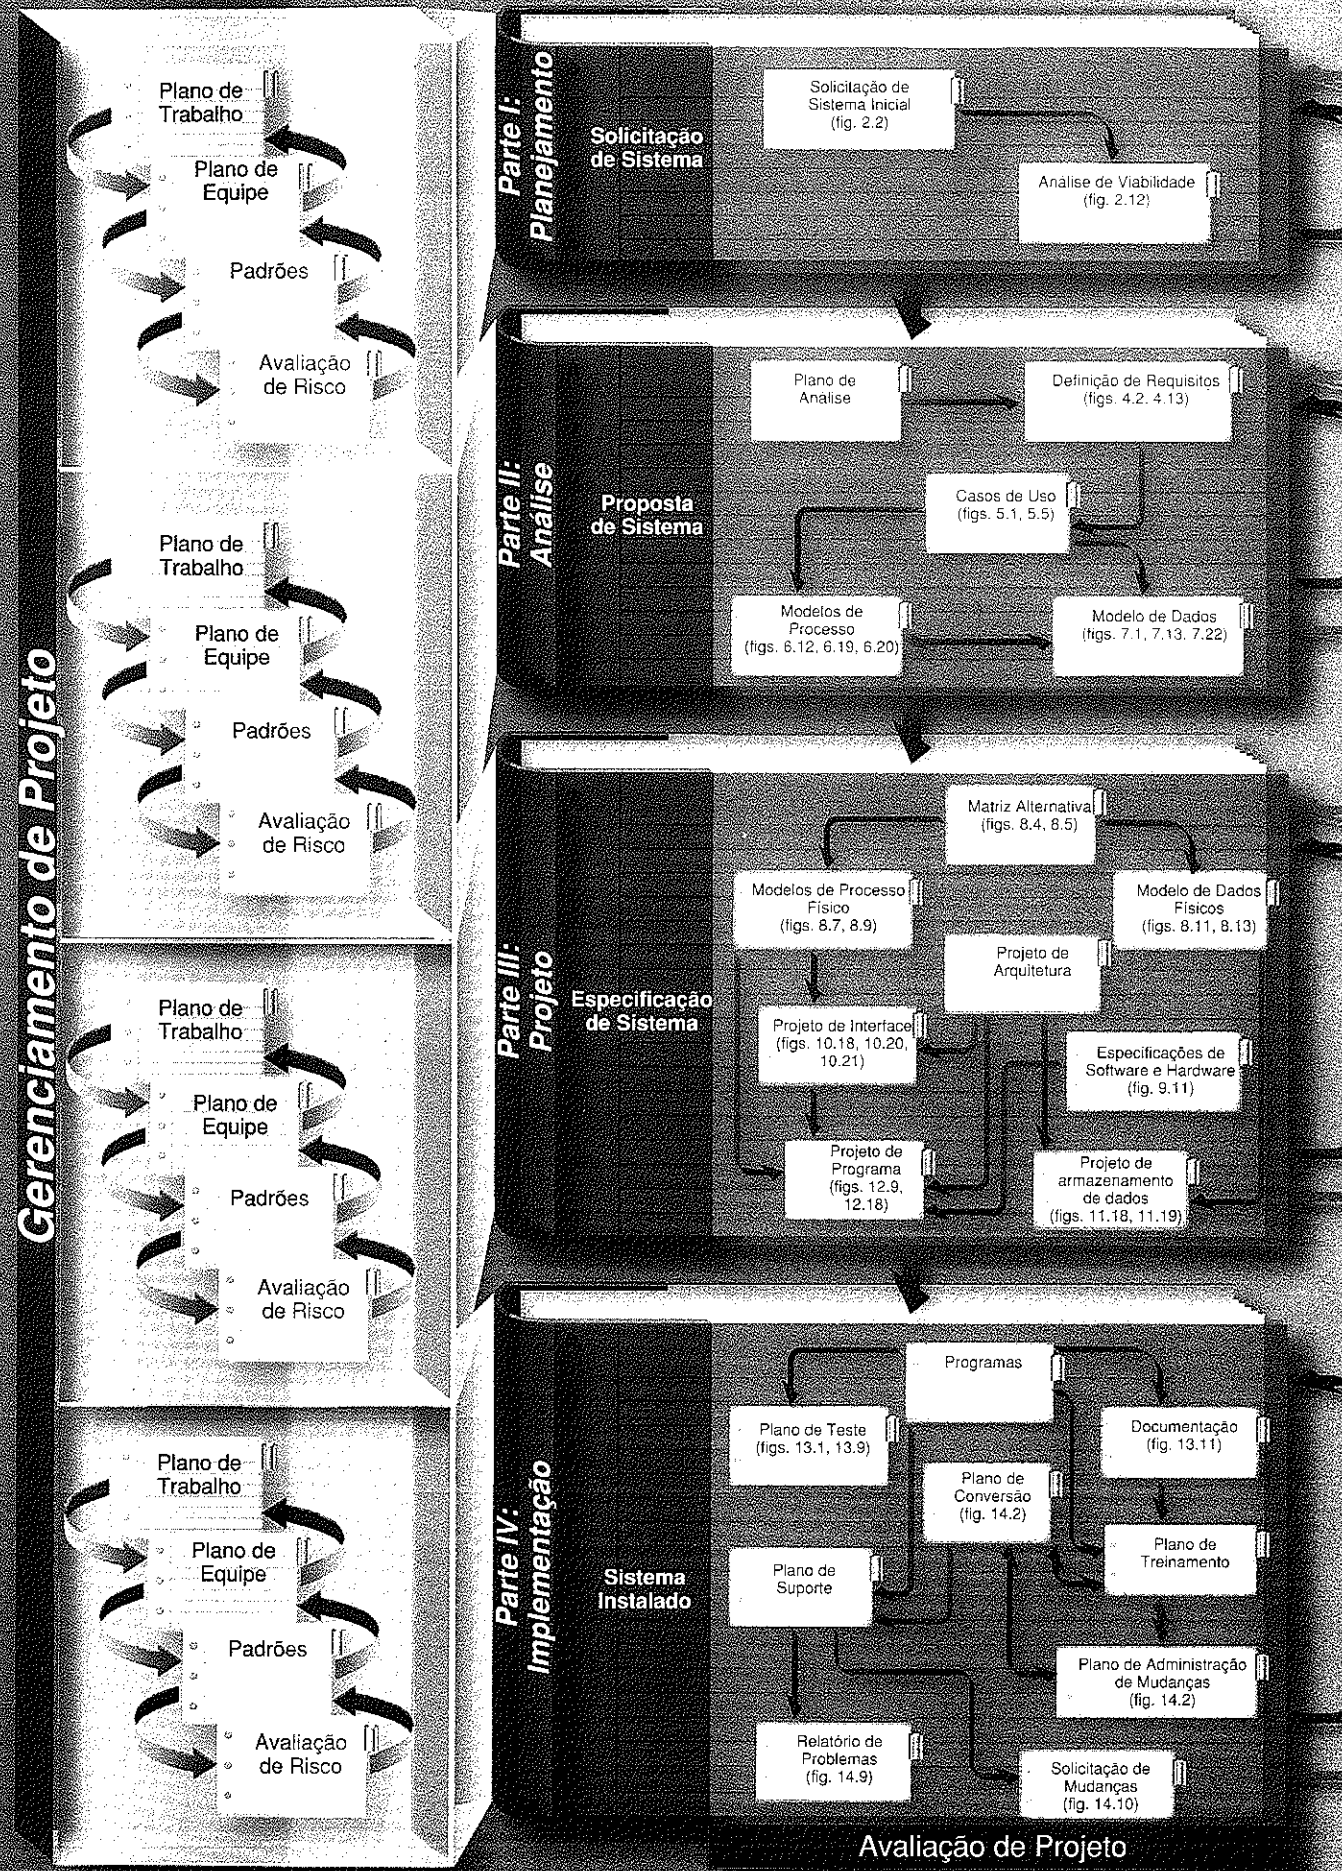 Gerenciamento de Projeto
Plano de
Trabalho
Plano de
Equipe
Padrões
Avaliação
de Risco
Plano de
Trabalho
Plano de
Equipe
Padrões
Avaliação
de Risco
Plano de
Trabalho
Plano de
Equipe
Padrões
Avaliação
de Risco
Plano de
Trabalho
Plano de
Equipe
Padrões
Avaliação
de Risco
Parte I:
Planejamento
Solicitação
de Sistema
Solicitação de
Sistema Inicial
(fig. 2.2)
Análise de Viabilidade
(fig. 2.12)
Parte II:
Análise
Proposta
de Sistema
Plano de
Análise
Definição de Requisitos
(figs. 4.2. 4.13)
Casos de Uso
(figs. 5.1, 5.5)
Modelos de
Processo
(figs. 6.12, 6.19, 6.20)
Modelo de Dados
(figs. 7.1, 7.13, 7.22)
Parte III:
Projeto
Especificação
de Sistema
Matriz Alternativa
(figs. 8.4, 8.5)
Modelos de Processo
Físico
(figs. 8.7, 8.9)
Modelo de Dados
Físicos
(figs. 8.11, 8.13)
Projeto de
Arquitetura
Projeto de Interface
(figs. 10.18, 10.20,
10.21)
Especificações de
Software e Hardware
(fig. 9.11)
Projeto de
Programa
(figs. 12.9,
12.18)
Projeto de
armazenamento
de dados
(figs. 11.18, 11.19)
Parte IV:
Implementação
Sistema
Instalado
Programas
Plano de Teste
(figs. 13.1, 13.9)
Documentação
(fig. 13.11)
Plano de
Conversão
(fig. 14.2)
Plano de
Treinamento
Plano de
Suporte
Plano de Administração
de Mudanças
(fig. 14.2)
Relatório de
Problemas
(fig. 14.9)
Solicitação de
Mudanças
(fig. 14.10)
Avaliação de Projeto